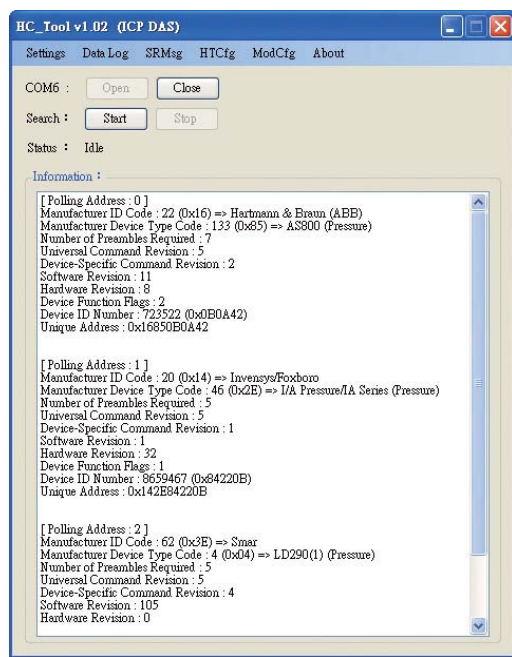 HC_Tool v1.02 (ICP DAS)
Settings Data Log SRMsg HTCfg ModCfg About
COM6 : Open Close
Search : Start Stop
Status : Idle
Information :
[ Polling Address : 0 ]
Manufacturer ID Code : 22 (0x16) => Hartmann & Braun (ABB)
Manufacturer Device Type Code : 133 (0x85) => AS800 (Pressure)
Number of Preambles Required : 7
Universal Command Revision : 5
Device-Specific Command Revision : 2
Software Revision : 11
Hardware Revision : 8
Device Function Flags : 2
Device ID Number : 723522 (0x0B0A42)
Unique Address : 0x16850B0A42
[ Polling Address : 1 ]
Manufacturer ID Code : 20 (0x14) => Invensys/Foxboro
Manufacturer Device Type Code : 46 (0x2E) => I/A Pressure/IA Series (Pressure)
Number of Preambles Required : 5
Universal Command Revision : 5
Device-Specific Command Revision : 1
Software Revision : 1
Hardware Revision : 32
Device Function Flags : 1
Device ID Number : 8659467 (0x84220B)
Unique Address : 0x142E84220B
[ Polling Address : 2 ]
Manufacturer ID Code : 62 (0x3E) => Smar
Manufacturer Device Type Code : 4 (0x04) => LD290(1) (Pressure)
Number of Preambles Required : 5
Universal Command Revision : 5
Device-Specific Command Revision : 4
Software Revision : 105
Hardware Revision : 0